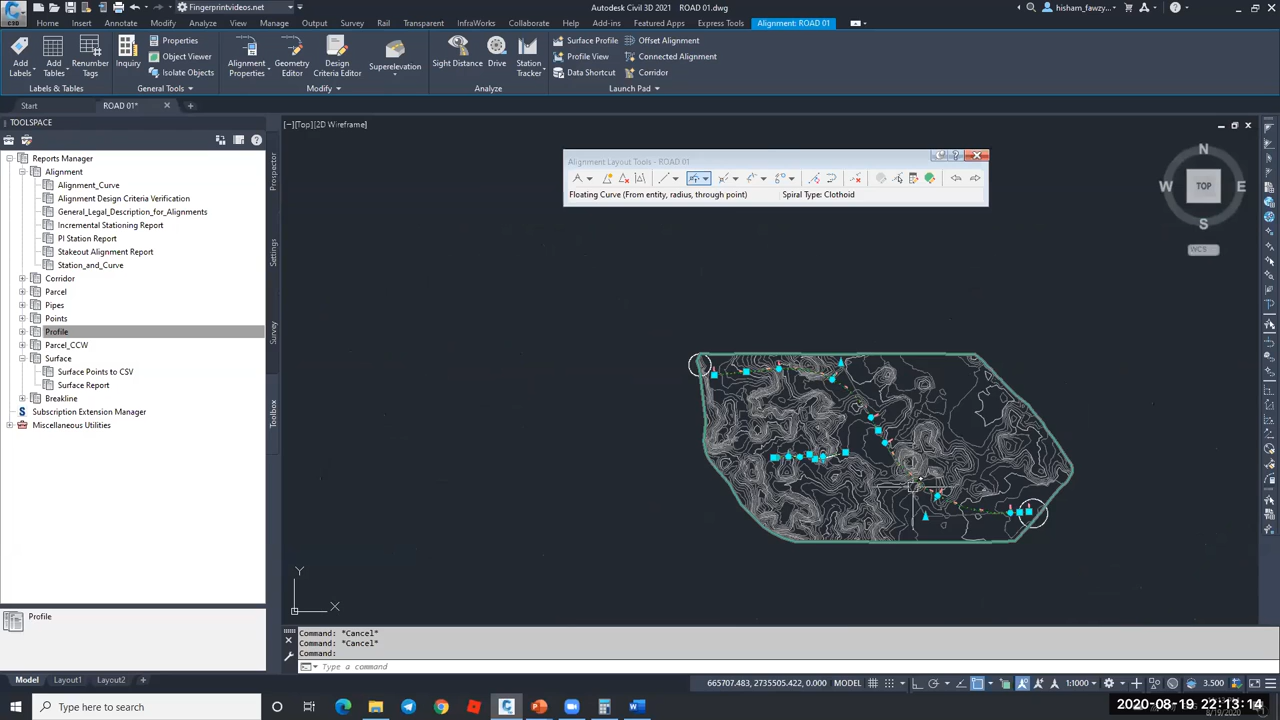 Fingerprintvideos.net
Autodesk Civil 3D 2021 ROAD 01.dwg
hisham_fawzy...
Home Insert Annotate Modify Analyze View Manage Output Survey Rail Transparent InfraWorks Collaborate Help Add-ins Featured Apps Express Tools Alignment: ROAD 01
C3D
Add Labels
Add Tables
Renumber Tags
Labels & Tables
Inquiry
Properties
Object Viewer
Isolate Objects
General Tools
Alignment Properties
Geometry Editor
Design Criteria Editor
Superelevation
Modify
Sight Distance
Drive
Station Tracker
Analyze
Surface Profile
Profile View
Data Shortcut
Offset Alignment
Connected Alignment
Corridor
Launch Pad
Start
ROAD 01*
TOOLSPACE
Reports Manager
Alignment
Alignment_Curve
Alignment Design Criteria Verification
General_Legal_Description_for_Alignments
Incremental Stationing Report
PI Station Report
Stakeout Alignment Report
Station_and_Curve
Corridor
Parcel
Pipes
Points
Profile
Parcel_CCW
Surface
Surface Points to CSV
Surface Report
Breakline
Subscription Extension Manager
Miscellaneous Utilities
Prospector
Settings
Survey
Toolbox
Profile
[−][Top][2D Wireframe]
Alignment Layout Tools - ROAD 01
Floating Curve (From entity, radius, through point)
Spiral Type: Clothoid
N
W
TOP
E
S
WCS
Y
X
Command: *Cancel*
Command: *Cancel*
Command:
Type a command
Model Layout1 Layout2
665707.483, 2735505.422, 0.000 MODEL
1:1000
3.500
Type here to search
2020-08-19 22:13:14